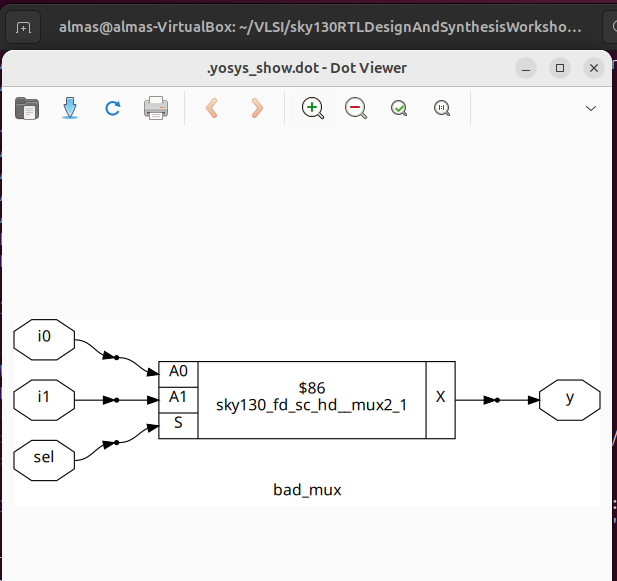 almas@almas-VirtualBox: ~/VLSI/sky130RTLDesignAndSynthesisWorksho...
.yosys_show.dot - Dot Viewer
i0
i1
sel
A0
A1
S
$86
sky130_fd_sc_hd__mux2_1
X
y
bad_mux